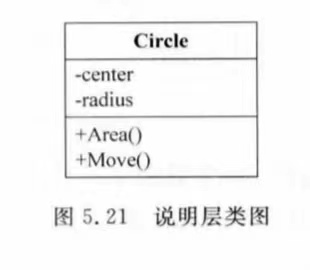 Circle
-center
-radius
+Area()
+Move()
图 5.21 说明层类图